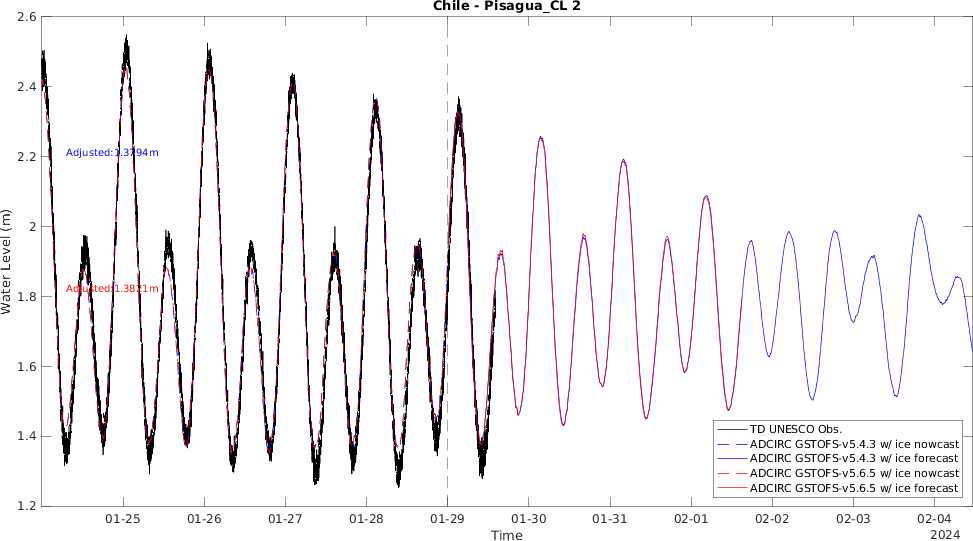 Chile - Pisagua_CL 2
2.6
2.4
2.2
2
1.8
1.6
1.4
1.2
Water Level (m)
Adjusted:1.3794m
Adjusted:1.3821m
TD UNESCO Obs.
ADCIRC GSTOFS-v5.4.3 w/ ice nowcast
ADCIRC GSTOFS-v5.4.3 w/ ice forecast
ADCIRC GSTOFS-v5.6.5 w/ ice nowcast
ADCIRC GSTOFS-v5.6.5 w/ ice forecast
01-25 01-26 01-27 01-28 01-29 01-30 01-31 02-01 02-02 02-03 02-04
Time
2024